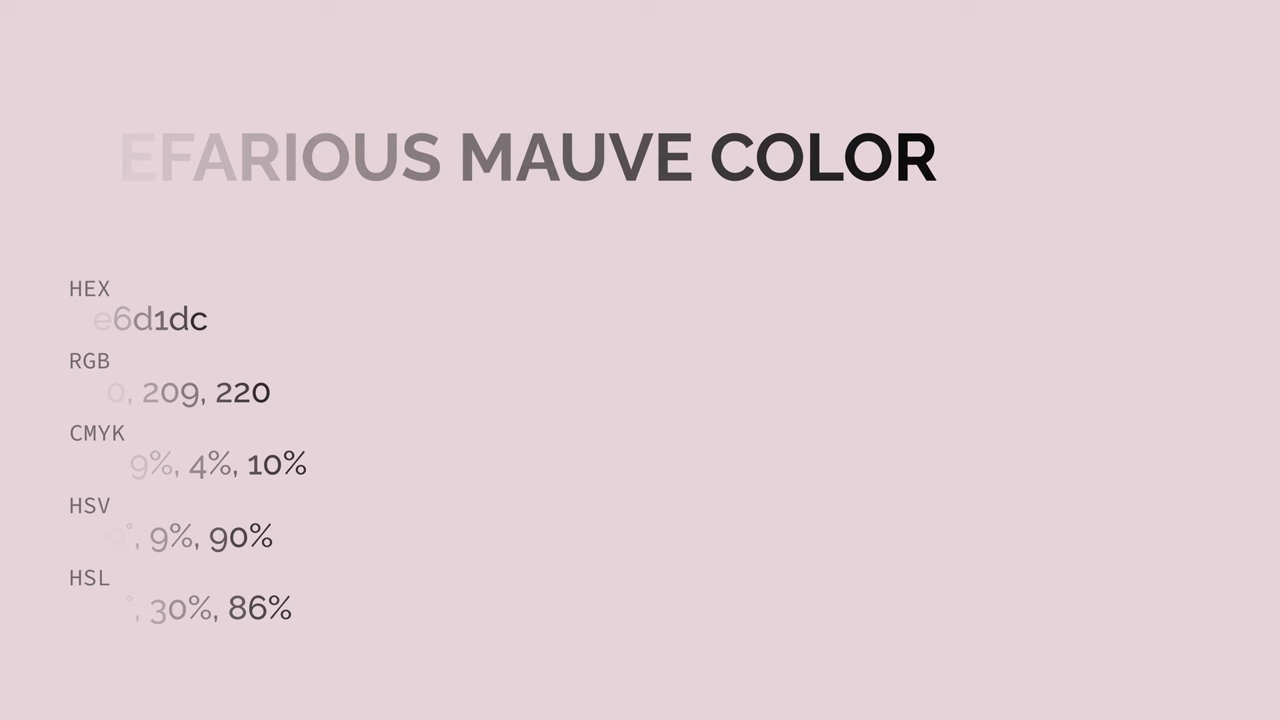 EFARIOUS MAUVE COLOR
HEX
e6d1dc
RGB
0, 209, 220
CMYK
9%, 4%, 10%
HSV
9°, 9%, 90%
HSL
°, 30%, 86%